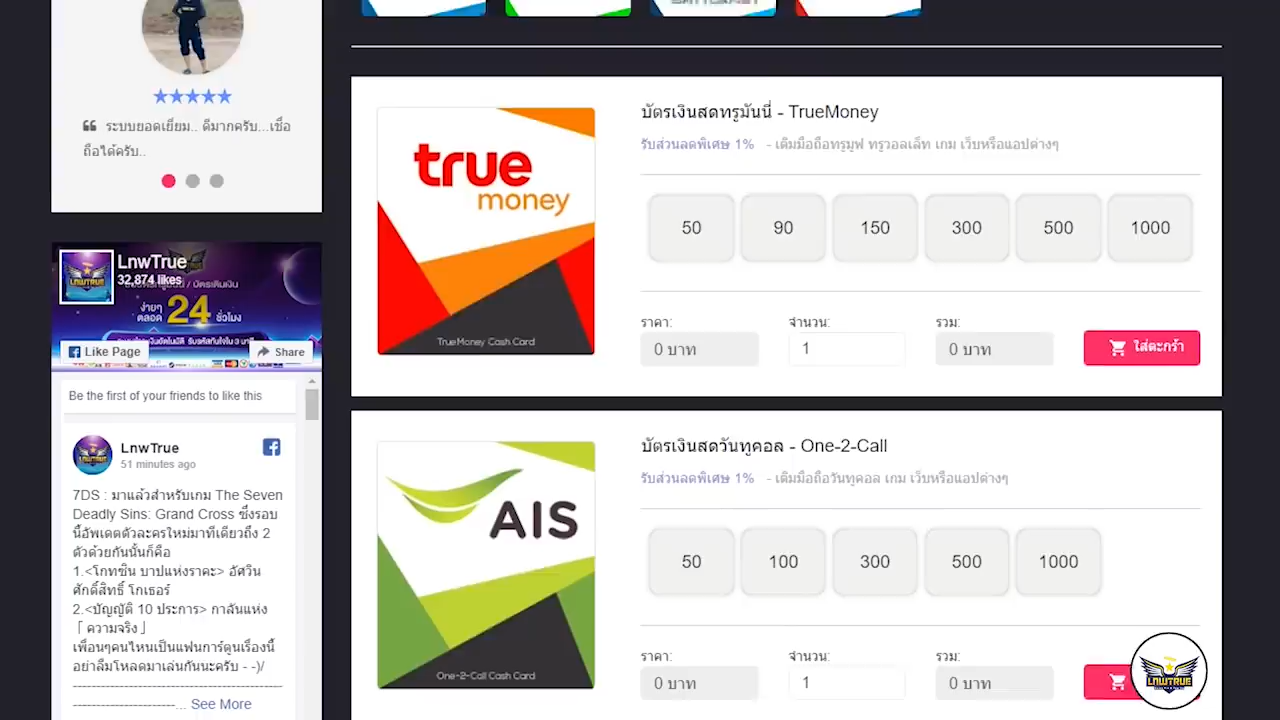 ★★★★★
ระบบยอดเยี่ยม.. ดีมากครับ...เชื่อ
ถือได้ครับ..
LnwTrue
32,874 likes
ง่ายๆ
ตลอด 24 ชั่วโมง
Like Page
Share
Be the first of your friends to like this
LnwTrue
51 minutes ago
7DS : มาแล้วสำหรับเกม The Seven
Deadly Sins: Grand Cross ซึ่งรอบ
นี้อัพเดตตัวละครใหม่มาทีเดียวถึง 2
ตัวด้วยกันนั้นก็คือ
1.<โกทซิน บาปแห่งราคะ> อัศวิน
ศักดิ์สิทธิ์ โกเธอร์
2.<บัญญัติ 10 ประการ> กาลันแห่ง
「 ความจริง 」
เพื่อนๆคนไหนเป็นแฟนการ์ตูนเรื่องนี้
อย่าลืมโหลดมาเล่นกันนะครับ - -)/
... See More
true
money
TrueMoney Cash Card
บัตรเงินสดทรูมันนี่ - TrueMoney
รับส่วนลดพิเศษ 1% - เติมมือถือทรูมูฟ ทรูวอลเล็ท เกม เว็บหรือแอปต่างๆ
50 90 150 300 500 1000
ราคา: จำนวน: รวม:
0 บาท 1 0 บาท ใส่ตะกร้า
AIS
One-2-Call Cash Card
บัตรเงินสดวันทูคอล - One-2-Call
รับส่วนลดพิเศษ 1% - เติมมือถือวันทูคอล เกม เว็บหรือแอปต่างๆ
50 100 300 500 1000
ราคา: จำนวน: รวม:
0 บาท 1 0 บาท
LNWTRUE